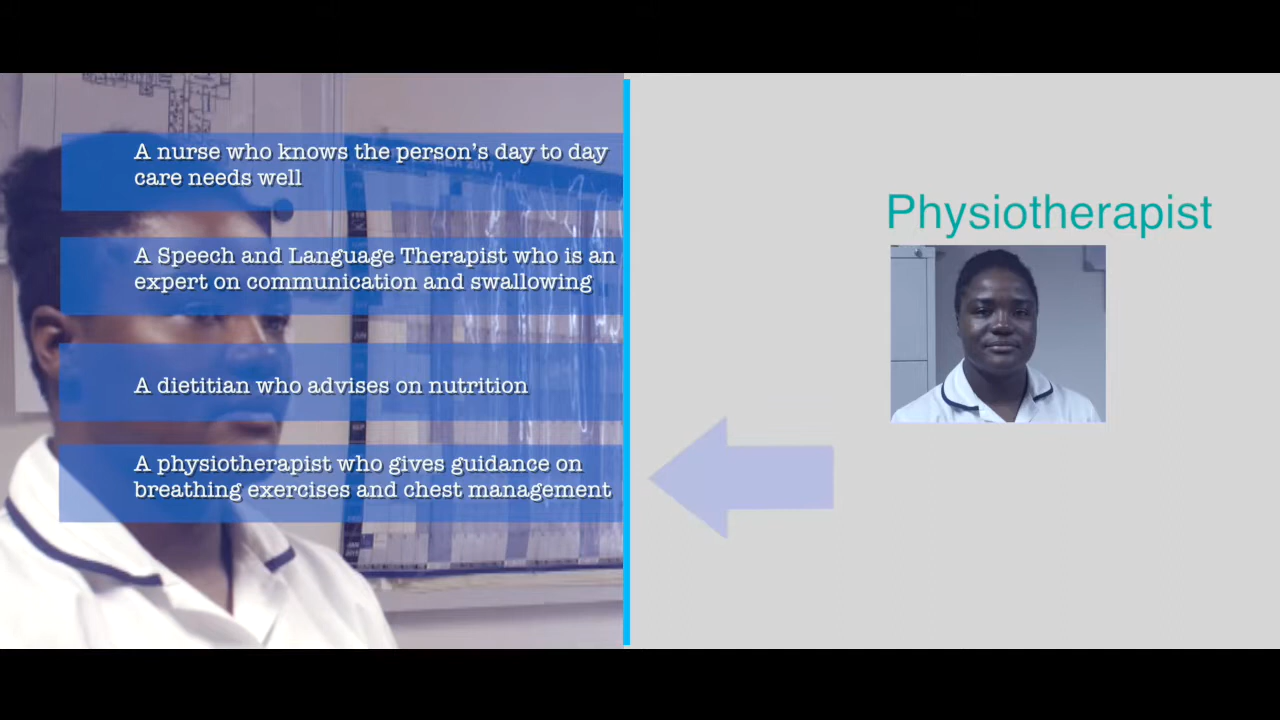 A nurse who knows the person's day to day
care needs well
A Speech and Language Therapist who is an
expert on communication and swallowing
A dietitian who advises on nutrition
A physiotherapist who gives guidance on
breathing exercises and chest management
Physiotherapist